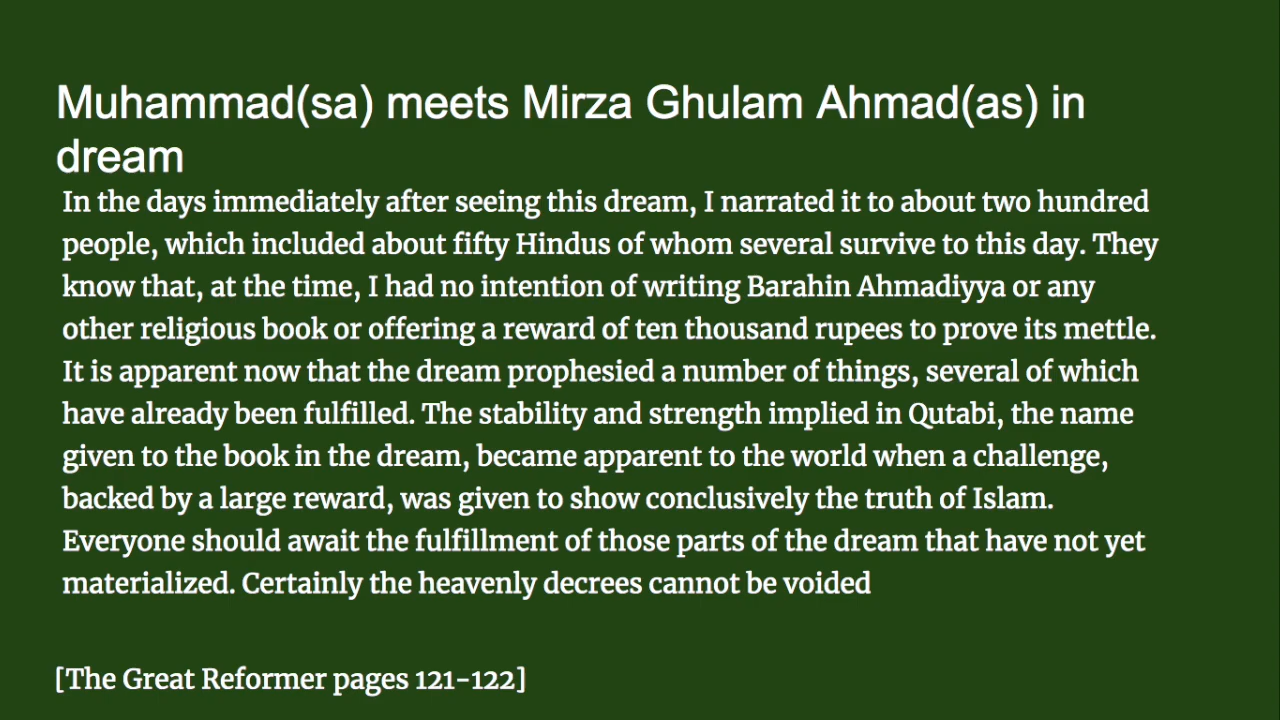 Muhammad(sa) meets Mirza Ghulam Ahmad(as) in
dream
In the days immediately after seeing this dream, I narrated it to about two hundred
people, which included about fifty Hindus of whom several survive to this day. They
know that, at the time, I had no intention of writing Barahin Ahmadiyya or any
other religious book or offering a reward of ten thousand rupees to prove its mettle.
It is apparent now that the dream prophesied a number of things, several of which
have already been fulfilled. The stability and strength implied in Qutabi, the name
given to the book in the dream, became apparent to the world when a challenge,
backed by a large reward, was given to show conclusively the truth of Islam.
Everyone should await the fulfillment of those parts of the dream that have not yet
materialized. Certainly the heavenly decrees cannot be voided
[The Great Reformer pages 121-122]